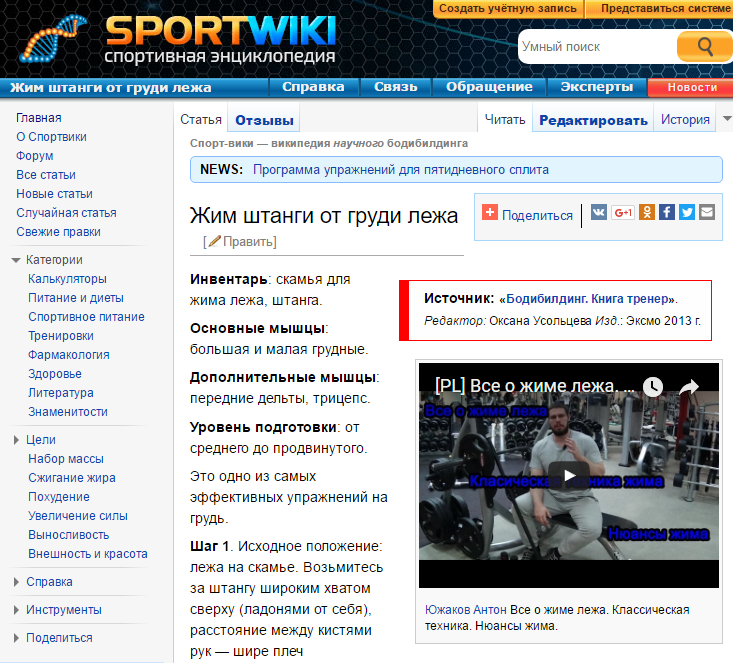 Создать учётную запись
Представиться системе
SPORTWIKI
спортивная энциклопедия
Умный поиск
Жим штанги от груди лежа
Справка
Связь
Обращение
Эксперты
Новости
Главная
О Спортвики
Форум
Все статьи
Новые статьи
Случайная статья
Свежие правки
Категории
Калькуляторы
Питание и диеты
Спортивное питание
Тренировки
Фармакология
Здоровье
Литература
Знаменитости
Цели
Набор массы
Сжигание жира
Похудение
Увеличение силы
Выносливость
Внешность и красота
Справка
Инструменты
Поделиться
Статья
Отзывы
Читать
Редактировать
История
Спорт-вики — википедия научного бодибилдинга
NEWS: Программа упражнений для пятидневного сплита
Жим штанги от груди лежа
[Править]
Поделиться
G+1
Инвентарь: скамья для
жима лежа, штанга.
Основные мышцы:
большая и малая грудные.
Дополнительные мышцы:
передние дельты, трицепс.
Уровень подготовки: от
среднего до продвинутого.
Это одно из самых
эффективных упражнений на
грудь.
Шаг 1. Исходное положение:
лежа на скамье. Возьмитесь
за штангу широким хватом
сверху (ладонями от себя),
расстояние между кистями
рук — шире плеч
Источник: «Бодибилдинг. Книга тренер».
Редактор: Оксана Усольцева Изд.: Эксмо 2013 г.
[PL] Все о жиме лежа. ...
Все о жиме лежа
Классическая техника жима
Нюансы жима
Южаков Антон Все о жиме лежа. Классическая
техника. Нюансы жима.